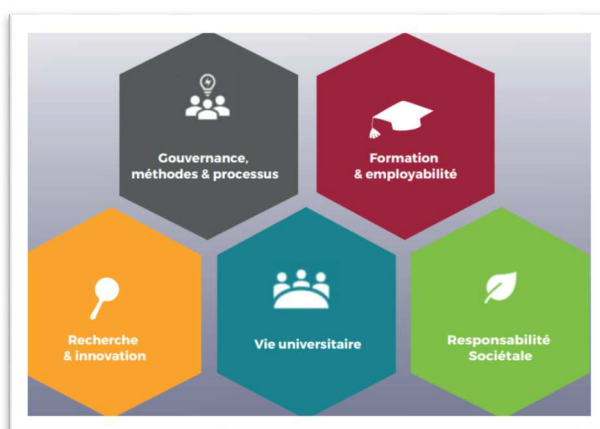 Gouvernance,
méthodes & processus
Formation
& employabilité
Recherche
& innovation
Vie universitaire
Responsabilité
Sociétale